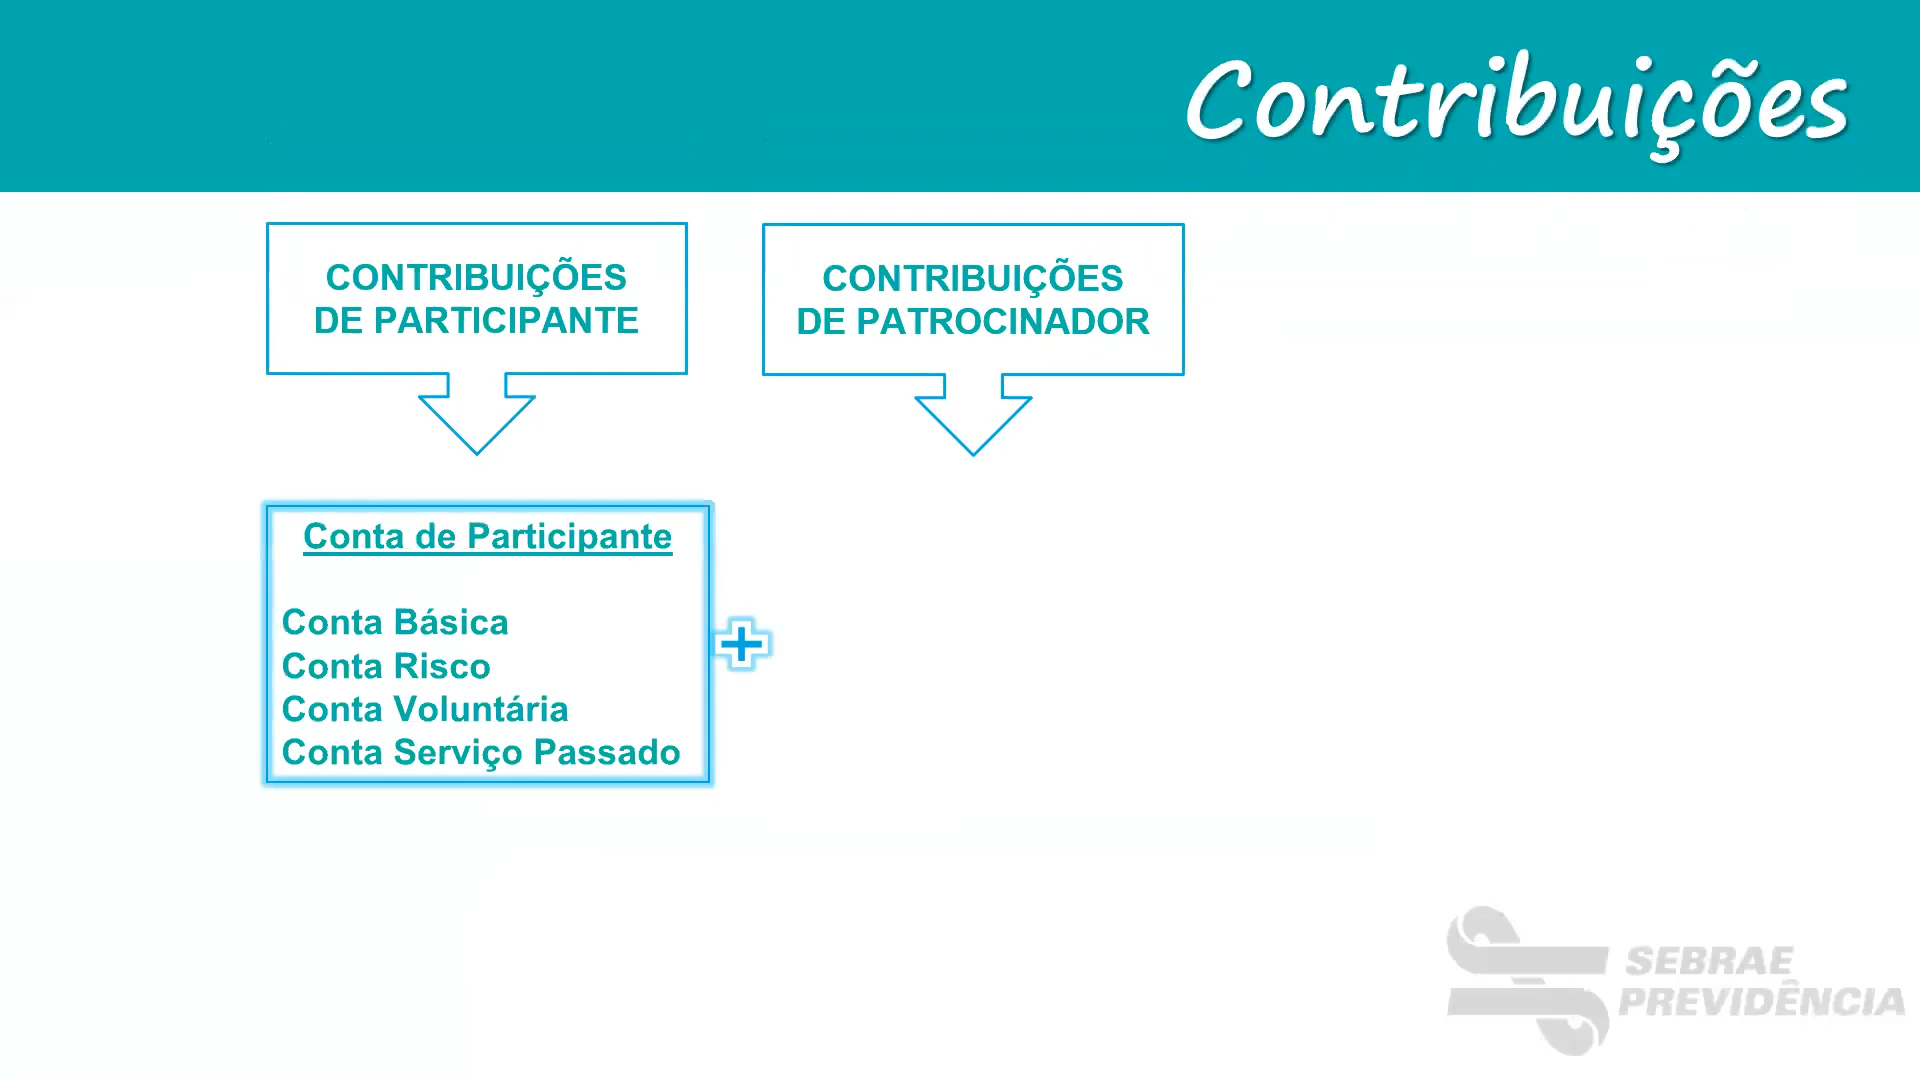 Contribuições
CONTRIBUIÇÕES
DE PARTICIPANTE
CONTRIBUIÇÕES
DE PATROCINADOR
Conta de Participante
Conta Básica
Conta Risco
Conta Voluntária
Conta Serviço Passado
+
SEBRAE
PREVIDÊNCIA